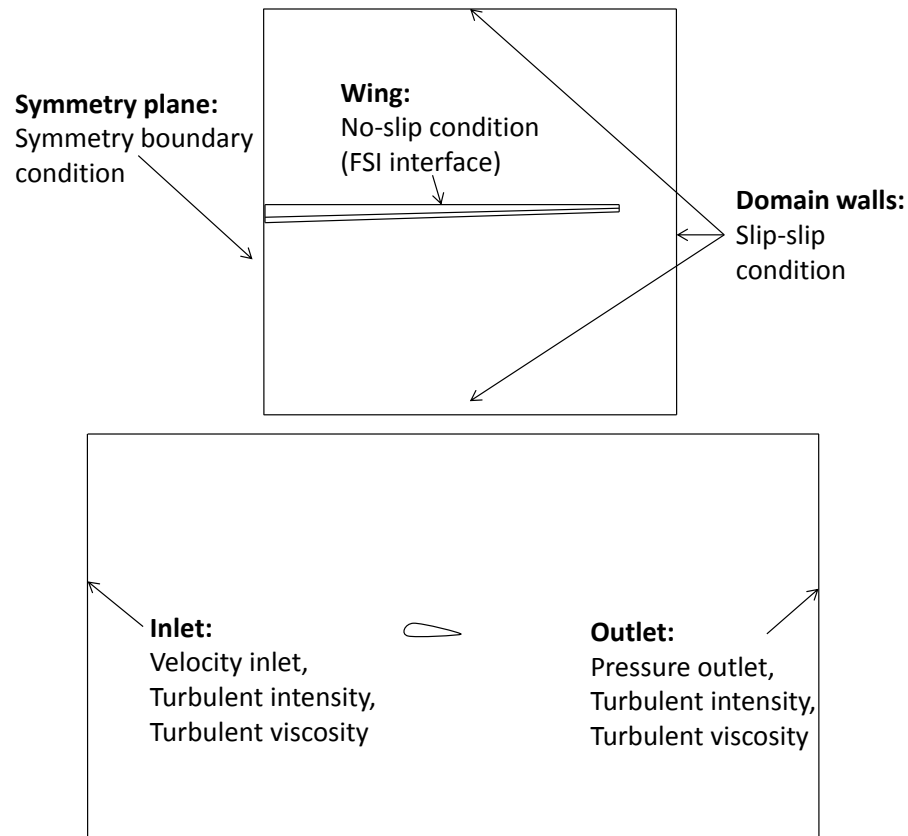 Symmetry plane:
Symmetry boundary
condition
Wing:
No-slip condition
(FSI interface)
Domain walls:
Slip-slip
condition
Inlet:
Velocity inlet,
Turbulent intensity,
Turbulent viscosity
Outlet:
Pressure outlet,
Turbulent intensity,
Turbulent viscosity